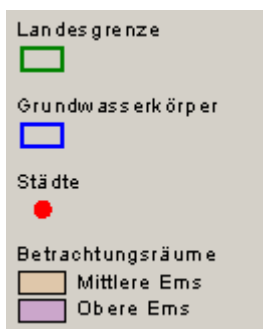 Landesgrenze
Grundwasserkörper
Städte
Betrachtungsräume
Mittlere Ems
Obere Ems